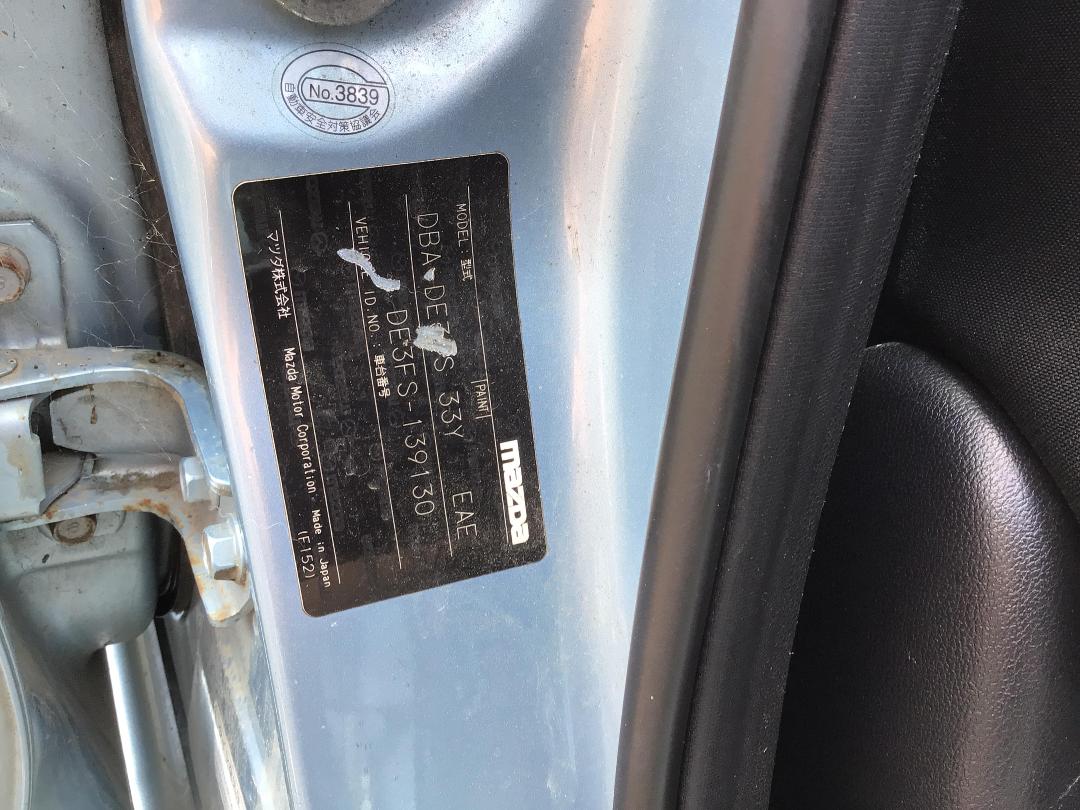 No.3839
自動車安全対策協議会
mazda
MODEL・型式 PAINT
DBA-DE3FS 33Y EAE
VEHICLE ID.NO.:車台番号
DE3FS-139130
マツダ株式会社 Mazda Motor Corporation・Made in Japan
(F152)